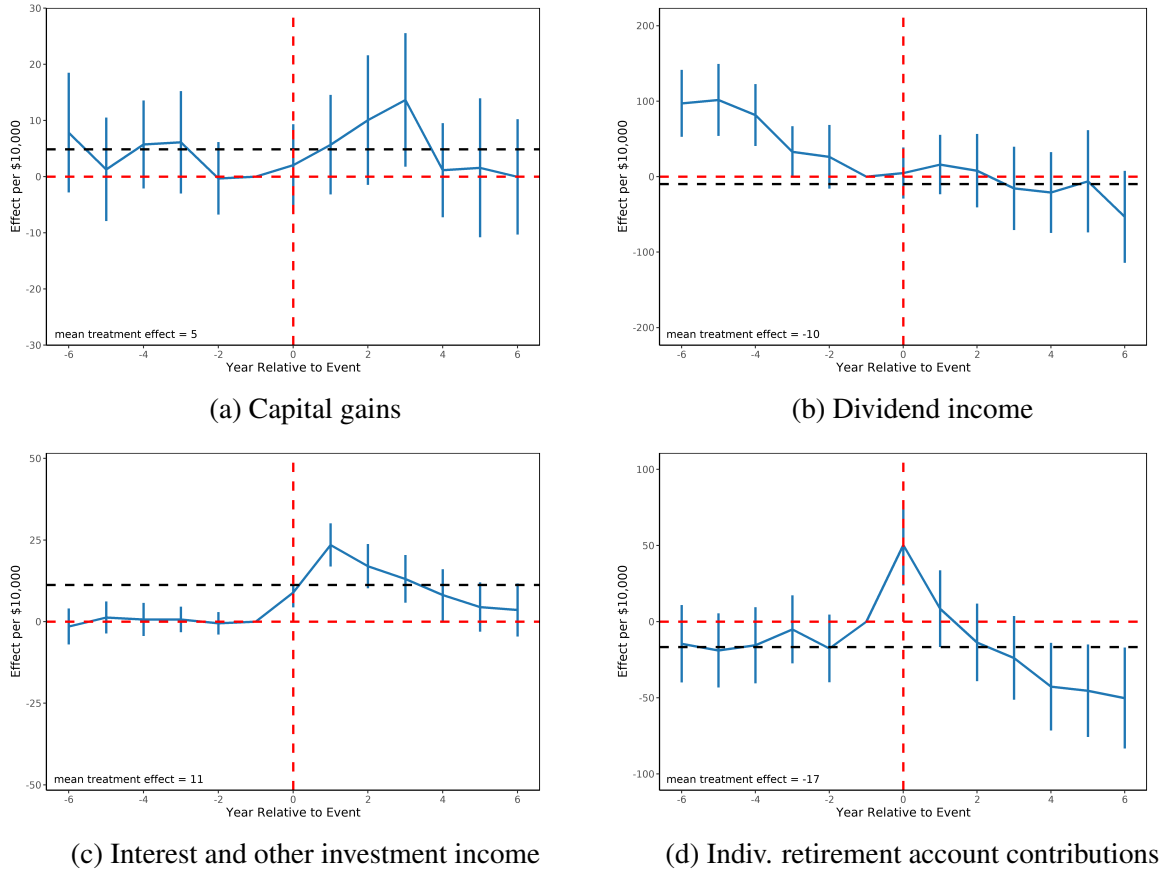 30
20
10
0
-10
-20
-30
Effect per $10,000
mean treatment effect = 5
-6 -4 -2 0 2 4 6
Year Relative to Event
(a) Capital gains
200
100
0
-100
-200
Effect per $10,000
mean treatment effect = -10
-6 -4 -2 0 2 4 6
Year Relative to Event
(b) Dividend income
50
25
0
-25
-50
Effect per $10,000
mean treatment effect = 11
-6 -4 -2 0 2 4 6
Year Relative to Event
(c) Interest and other investment income
100
50
0
-50
-100
Effect per $10,000
mean treatment effect = -17
-6 -4 -2 0 2 4 6
Year Relative to Event
(d) Indiv. retirement account contributions